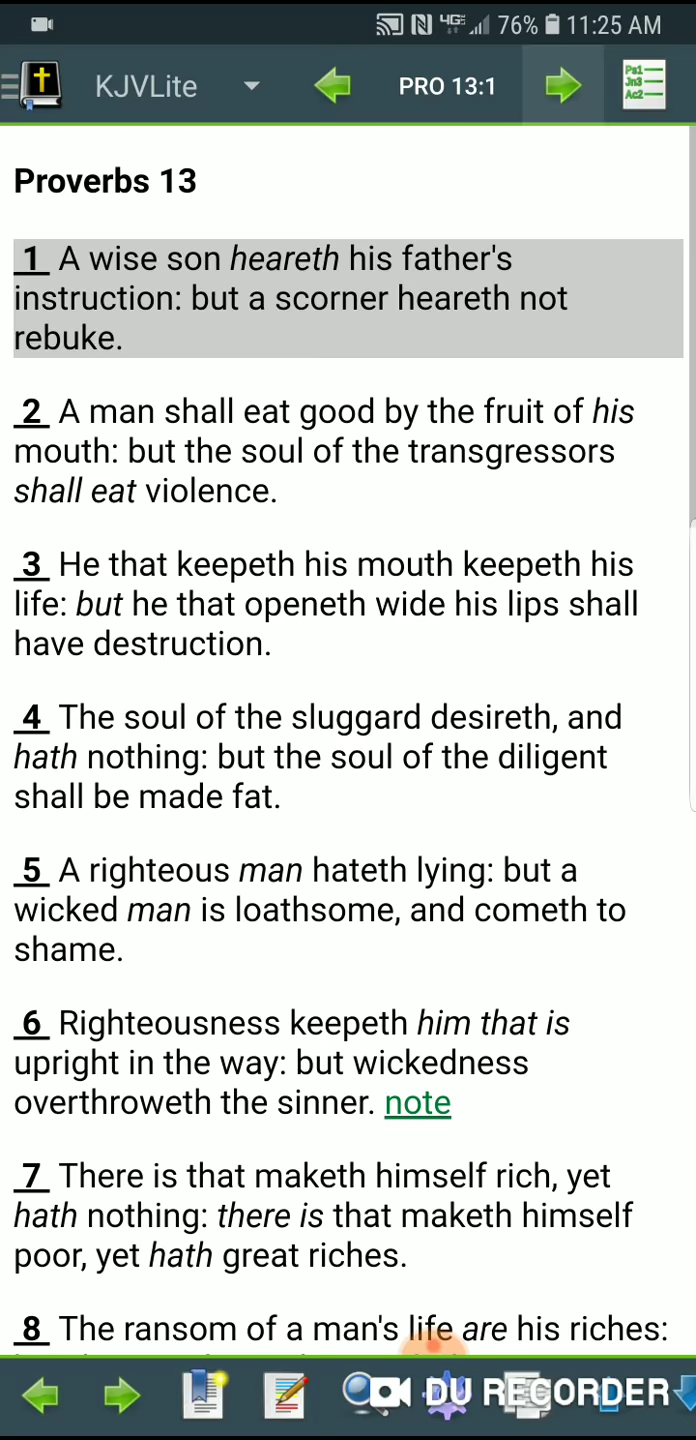 4GE 76% 11:25 AM
KJVLite PRO 13:1
Ps1
Jn3
Ac2
Proverbs 13
1 A wise son heareth his father's
instruction: but a scorner heareth not
rebuke.
2 A man shall eat good by the fruit of his
mouth: but the soul of the transgressors
shall eat violence.
3 He that keepeth his mouth keepeth his
life: but he that openeth wide his lips shall
have destruction.
4 The soul of the sluggard desireth, and
hath nothing: but the soul of the diligent
shall be made fat.
5 A righteous man hateth lying: but a
wicked man is loathsome, and cometh to
shame.
6 Righteousness keepeth him that is
upright in the way: but wickedness
overthroweth the sinner. note
7 There is that maketh himself rich, yet
hath nothing: there is that maketh himself
poor, yet hath great riches.
8 The ransom of a man's life are his riches:
DU RECORDER